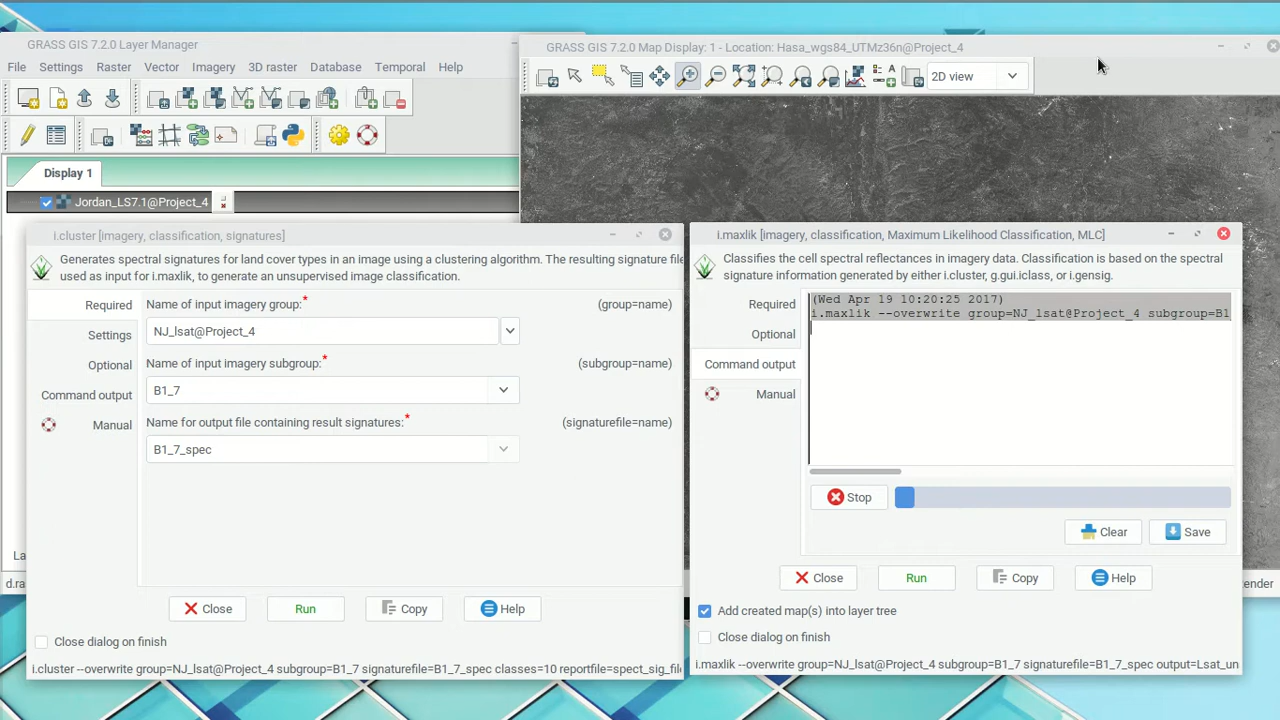 GRASS GIS 7.2.0 Layer Manager
File Settings Raster Vector Imagery 3D raster Database Temporal Help
Display 1
Jordan_LS7.1@Project_4
GRASS GIS 7.2.0 Map Display: 1 - Location: Hasa_wgs84_UTMz36n@Project_4
2D view
i.cluster [imagery, classification, signatures]
Generates spectral signatures for land cover types in an image using a clustering algorithm. The resulting signature file
used as input for i.maxlik, to generate an unsupervised image classification.
Required
Settings
Optional
Command output
Manual
Name of input imagery group:* (group=name)
NJ_lsat@Project_4
Name of input imagery subgroup:* (subgroup=name)
B1_7
Name for output file containing result signatures:* (signaturefile=name)
B1_7_spec
Close Run Copy Help
Close dialog on finish
i.cluster --overwrite group=NJ_lsat@Project_4 subgroup=B1_7 signaturefile=B1_7_spec classes=10 reportfile=spect_sig_fil
i.maxlik [imagery, classification, Maximum Likelihood Classification, MLC]
Classifies the cell spectral reflectances in imagery data. Classification is based on the spectral
signature information generated by either i.cluster, g.gui.iclass, or i.gensig.
Required
Optional
Command output
Manual
(Wed Apr 19 10:20:25 2017)
i.maxlik --overwrite group=NJ_lsat@Project_4 subgroup=B1
Stop
Clear Save
Close Run Copy Help
Add created map(s) into layer tree
Close dialog on finish
i.maxlik --overwrite group=NJ_lsat@Project_4 subgroup=B1_7 signaturefile=B1_7_spec output=Lsat_un